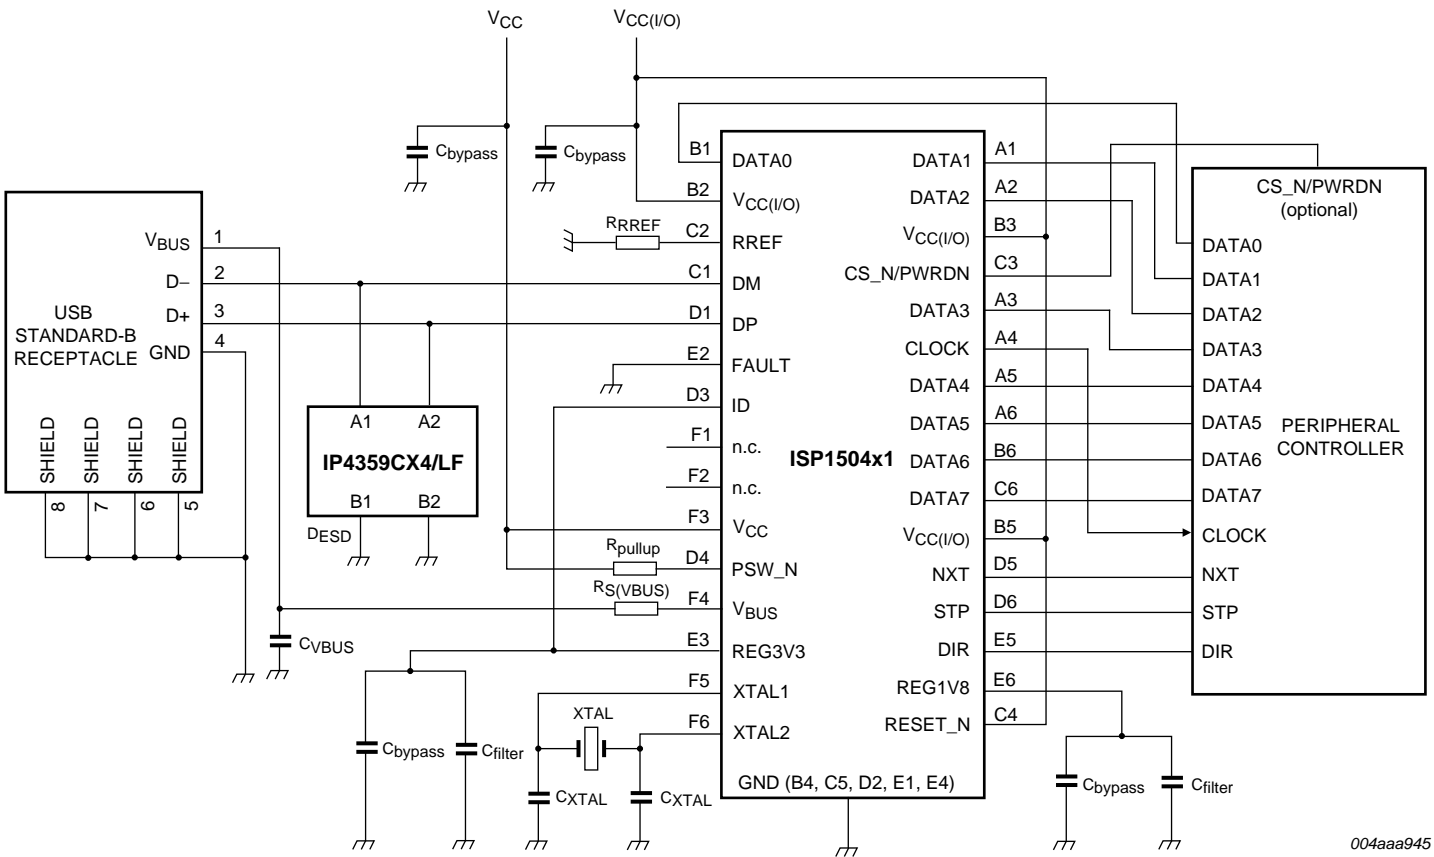 VCC
VCC(I/O)
Cbypass
Cbypass
USB
STANDARD-B
RECEPTACLE
VBUS
1
D−
2
D+
3
GND
4
SHIELD
SHIELD
SHIELD
SHIELD
8
7
6
5
CVBUS
A1
A2
IP4359CX4/LF
B1
B2
DESD
RRREF
Rpullup
RS(VBUS)
Cbypass
Cfilter
XTAL
CXTAL
CXTAL
B1
DATA0
B2
VCC(I/O)
C2
RREF
C1
DM
D1
DP
E2
FAULT
D3
ID
F1
n.c.
F2
n.c.
F3
VCC
D4
PSW_N
F4
VBUS
E3
REG3V3
F5
XTAL1
F6
XTAL2
ISP1504x1
GND (B4, C5, D2, E1, E4)
DATA1
A1
DATA2
A2
VCC(I/O)
B3
CS_N/PWRDN
C3
DATA3
A3
CLOCK
A4
DATA4
A5
DATA5
A6
DATA6
B6
DATA7
C6
VCC(I/O)
B5
NXT
D5
STP
D6
DIR
E5
REG1V8
E6
RESET_N
C4
Cbypass
Cfilter
CS_N/PWRDN
(optional)
DATA0
DATA1
DATA2
DATA3
DATA4
DATA5
DATA6
DATA7
CLOCK
NXT
STP
DIR
PERIPHERAL
CONTROLLER
004aaa945